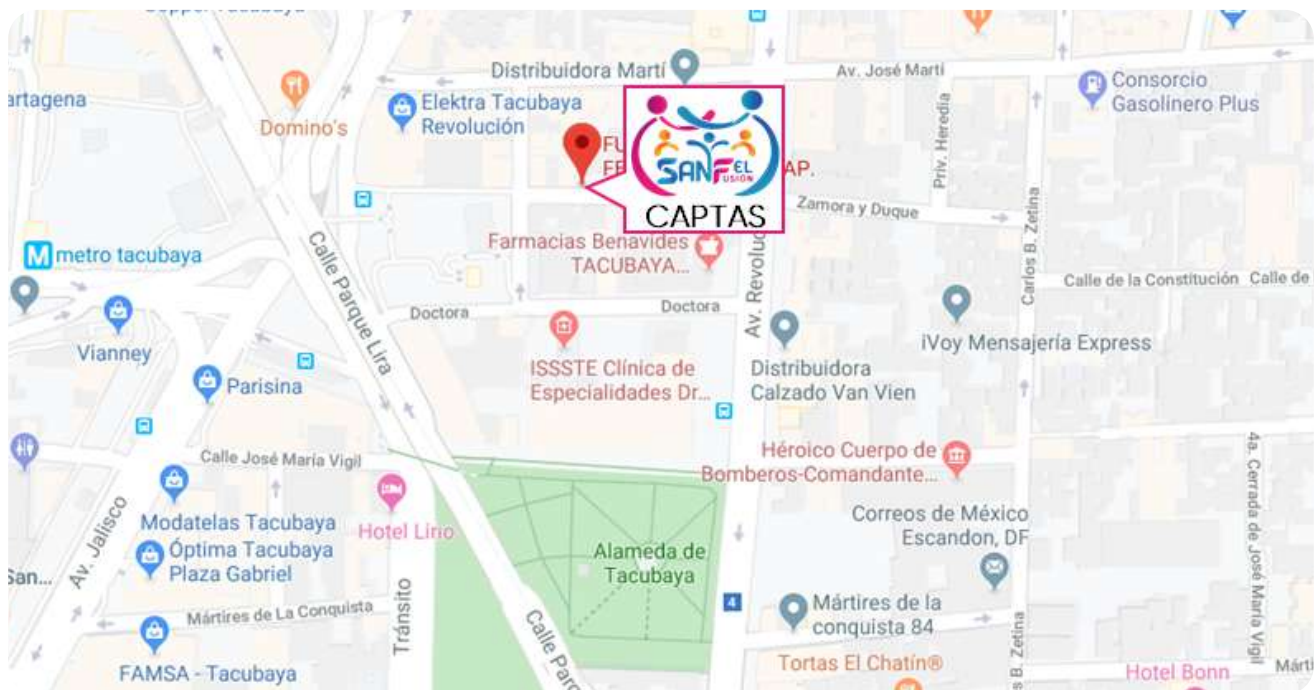 Distribuidora Martí
Av. José Martí
Consorcio
Gasolinero Plus
artagena
Elektra Tacubaya
Revolución
Domino's
FU
FE
AP.
SANF EL
USIÓN
CAPTAS
Priv. Heredia
Zamora y Duque
Carlos B. Zetina
metro tacubaya
M
Calle Parque Lira
Farmacias Benavides
TACUBAYA...
Av. Revoluc
Calle de la Constitución
Calle de
Doctora
Doctora
Vianney
iVoy Mensajería Express
ISSSTE Clínica de
Especialidades Dr...
Distribuidora
Calzado Van Vien
Parisina
Calle José María Vigil
Héroico Cuerpo de
Bomberos-Comandante...
4a. Cerrada de José María Vigil
Modatelas Tacubaya
Hotel Lirio
Correos de México
Escandon, DF
Óptima Tacubaya
Plaza Gabriel
Av. Jalisco
San...
Alameda de
Tacubaya
4
Mártires de La Conquista
Tránsito
Mártires de la
conquista 84
FAMSA - Tacubaya
Calle Parq
Tortas El Chatín®
s B. Zetina
Hotel Bonn
Márti